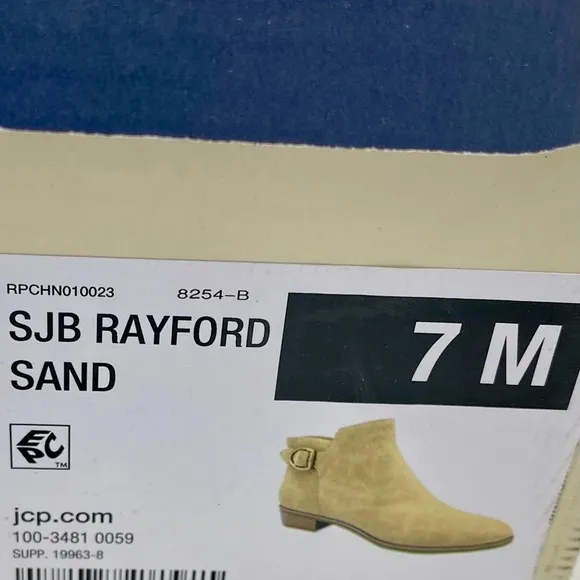 RPCHN010023 8254-B
SJB RAYFORD
SAND
7 M
EPC TM
jcp.com
100-3481 0059
SUPP. 19963-8